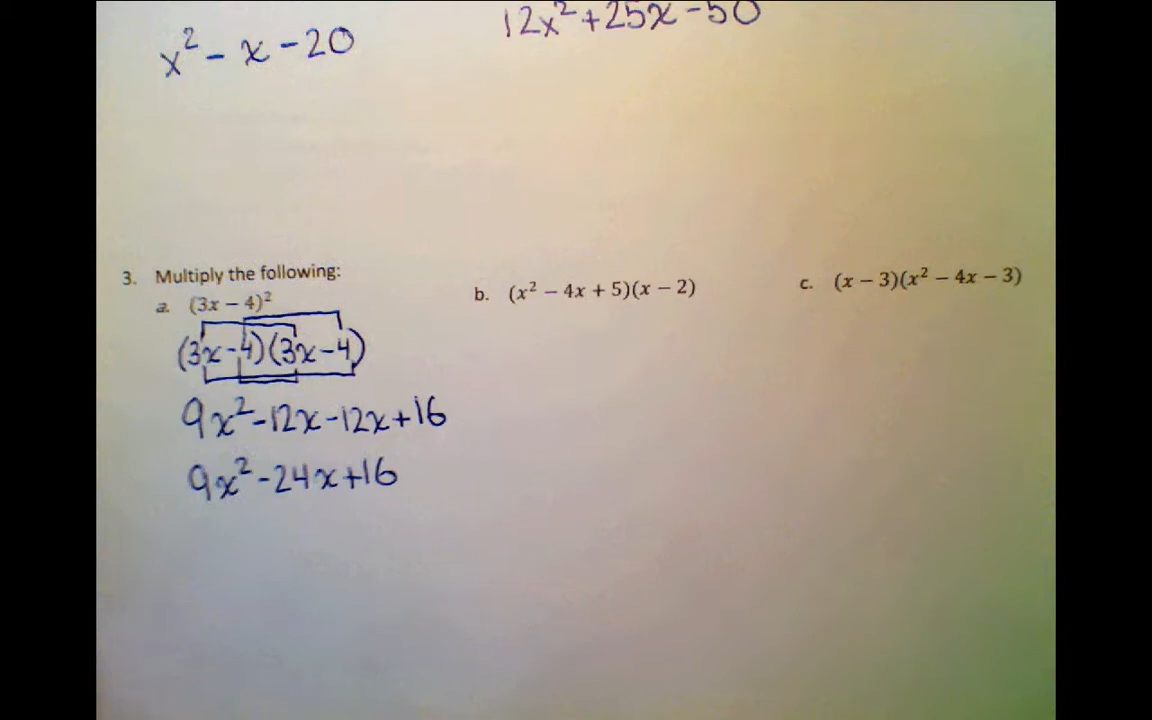 x² - x - 20
12x² + 25x - 50
3. Multiply the following:
a. (3x − 4)²
(3x-4)(3x-4)
9x² -12x -12x +16
9x² -24x +16
b. (x² − 4x + 5)(x − 2)
c. (x − 3)(x² − 4x − 3)